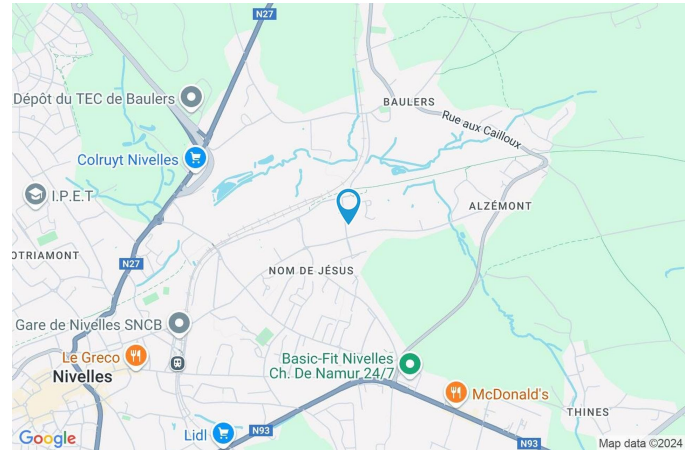 N27
Dépôt du TEC de Baulers
BAULERS
Rue aux Cailloux
Colruyt Nivelles
I.P.E.T
ALZÉMONT
OTRIAMONT
N27
NOM DE JÉSUS
Gare de Nivelles SNCB
Le Greco
Nivelles
Basic-Fit Nivelles
Ch. De Namur 24/7
McDonald's
THINES
Lidl
N93
N93
Google
Map data ©2024